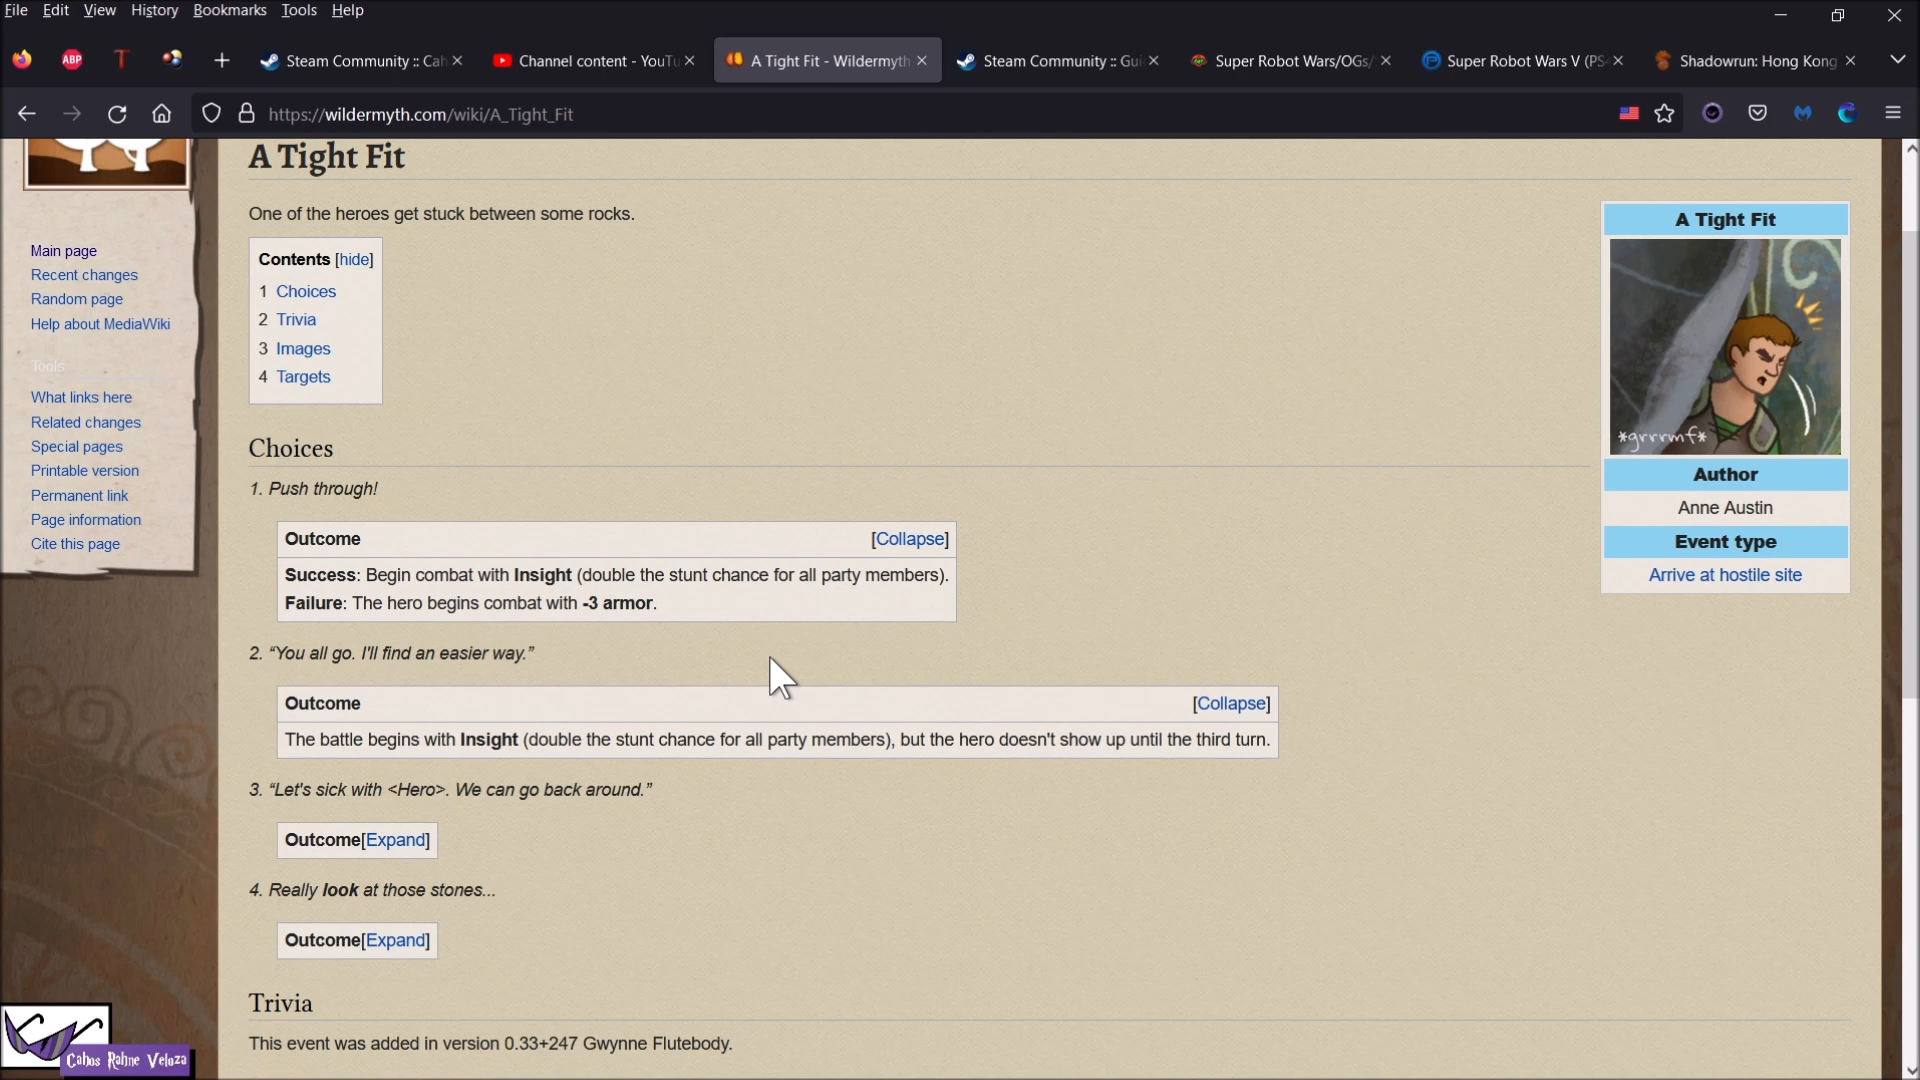 File Edit View History Bookmarks Tools Help
ABP
T
Steam Community :: Cah
Channel content - YouTu
A Tight Fit - Wildermyth
Steam Community :: Gui
Super Robot Wars/OGs/
Super Robot Wars V (PS
Shadowrun: Hong Kong
https://wildermyth.com/wiki/A_Tight_Fit
A Tight Fit
One of the heroes get stuck between some rocks.
Contents [hide]
1 Choices
2 Trivia
3 Images
4 Targets
Main page
Recent changes
Random page
Help about MediaWiki
Tools
What links here
Related changes
Special pages
Printable version
Permanent link
Page information
Cite this page
Choices
1. Push through!
Outcome [Collapse]
Success: Begin combat with Insight (double the stunt chance for all party members).
Failure: The hero begins combat with -3 armor.
2. “You all go. I'll find an easier way.”
Outcome [Collapse]
The battle begins with Insight (double the stunt chance for all party members), but the hero doesn't show up until the third turn.
3. “Let's sick with <Hero>. We can go back around.”
Outcome[Expand]
4. Really look at those stones...
Outcome[Expand]
Trivia
This event was added in version 0.33+247 Gwynne Flutebody.
A Tight Fit
*grrrmf*
Author
Anne Austin
Event type
Arrive at hostile site
Cahos Rahne Veloza